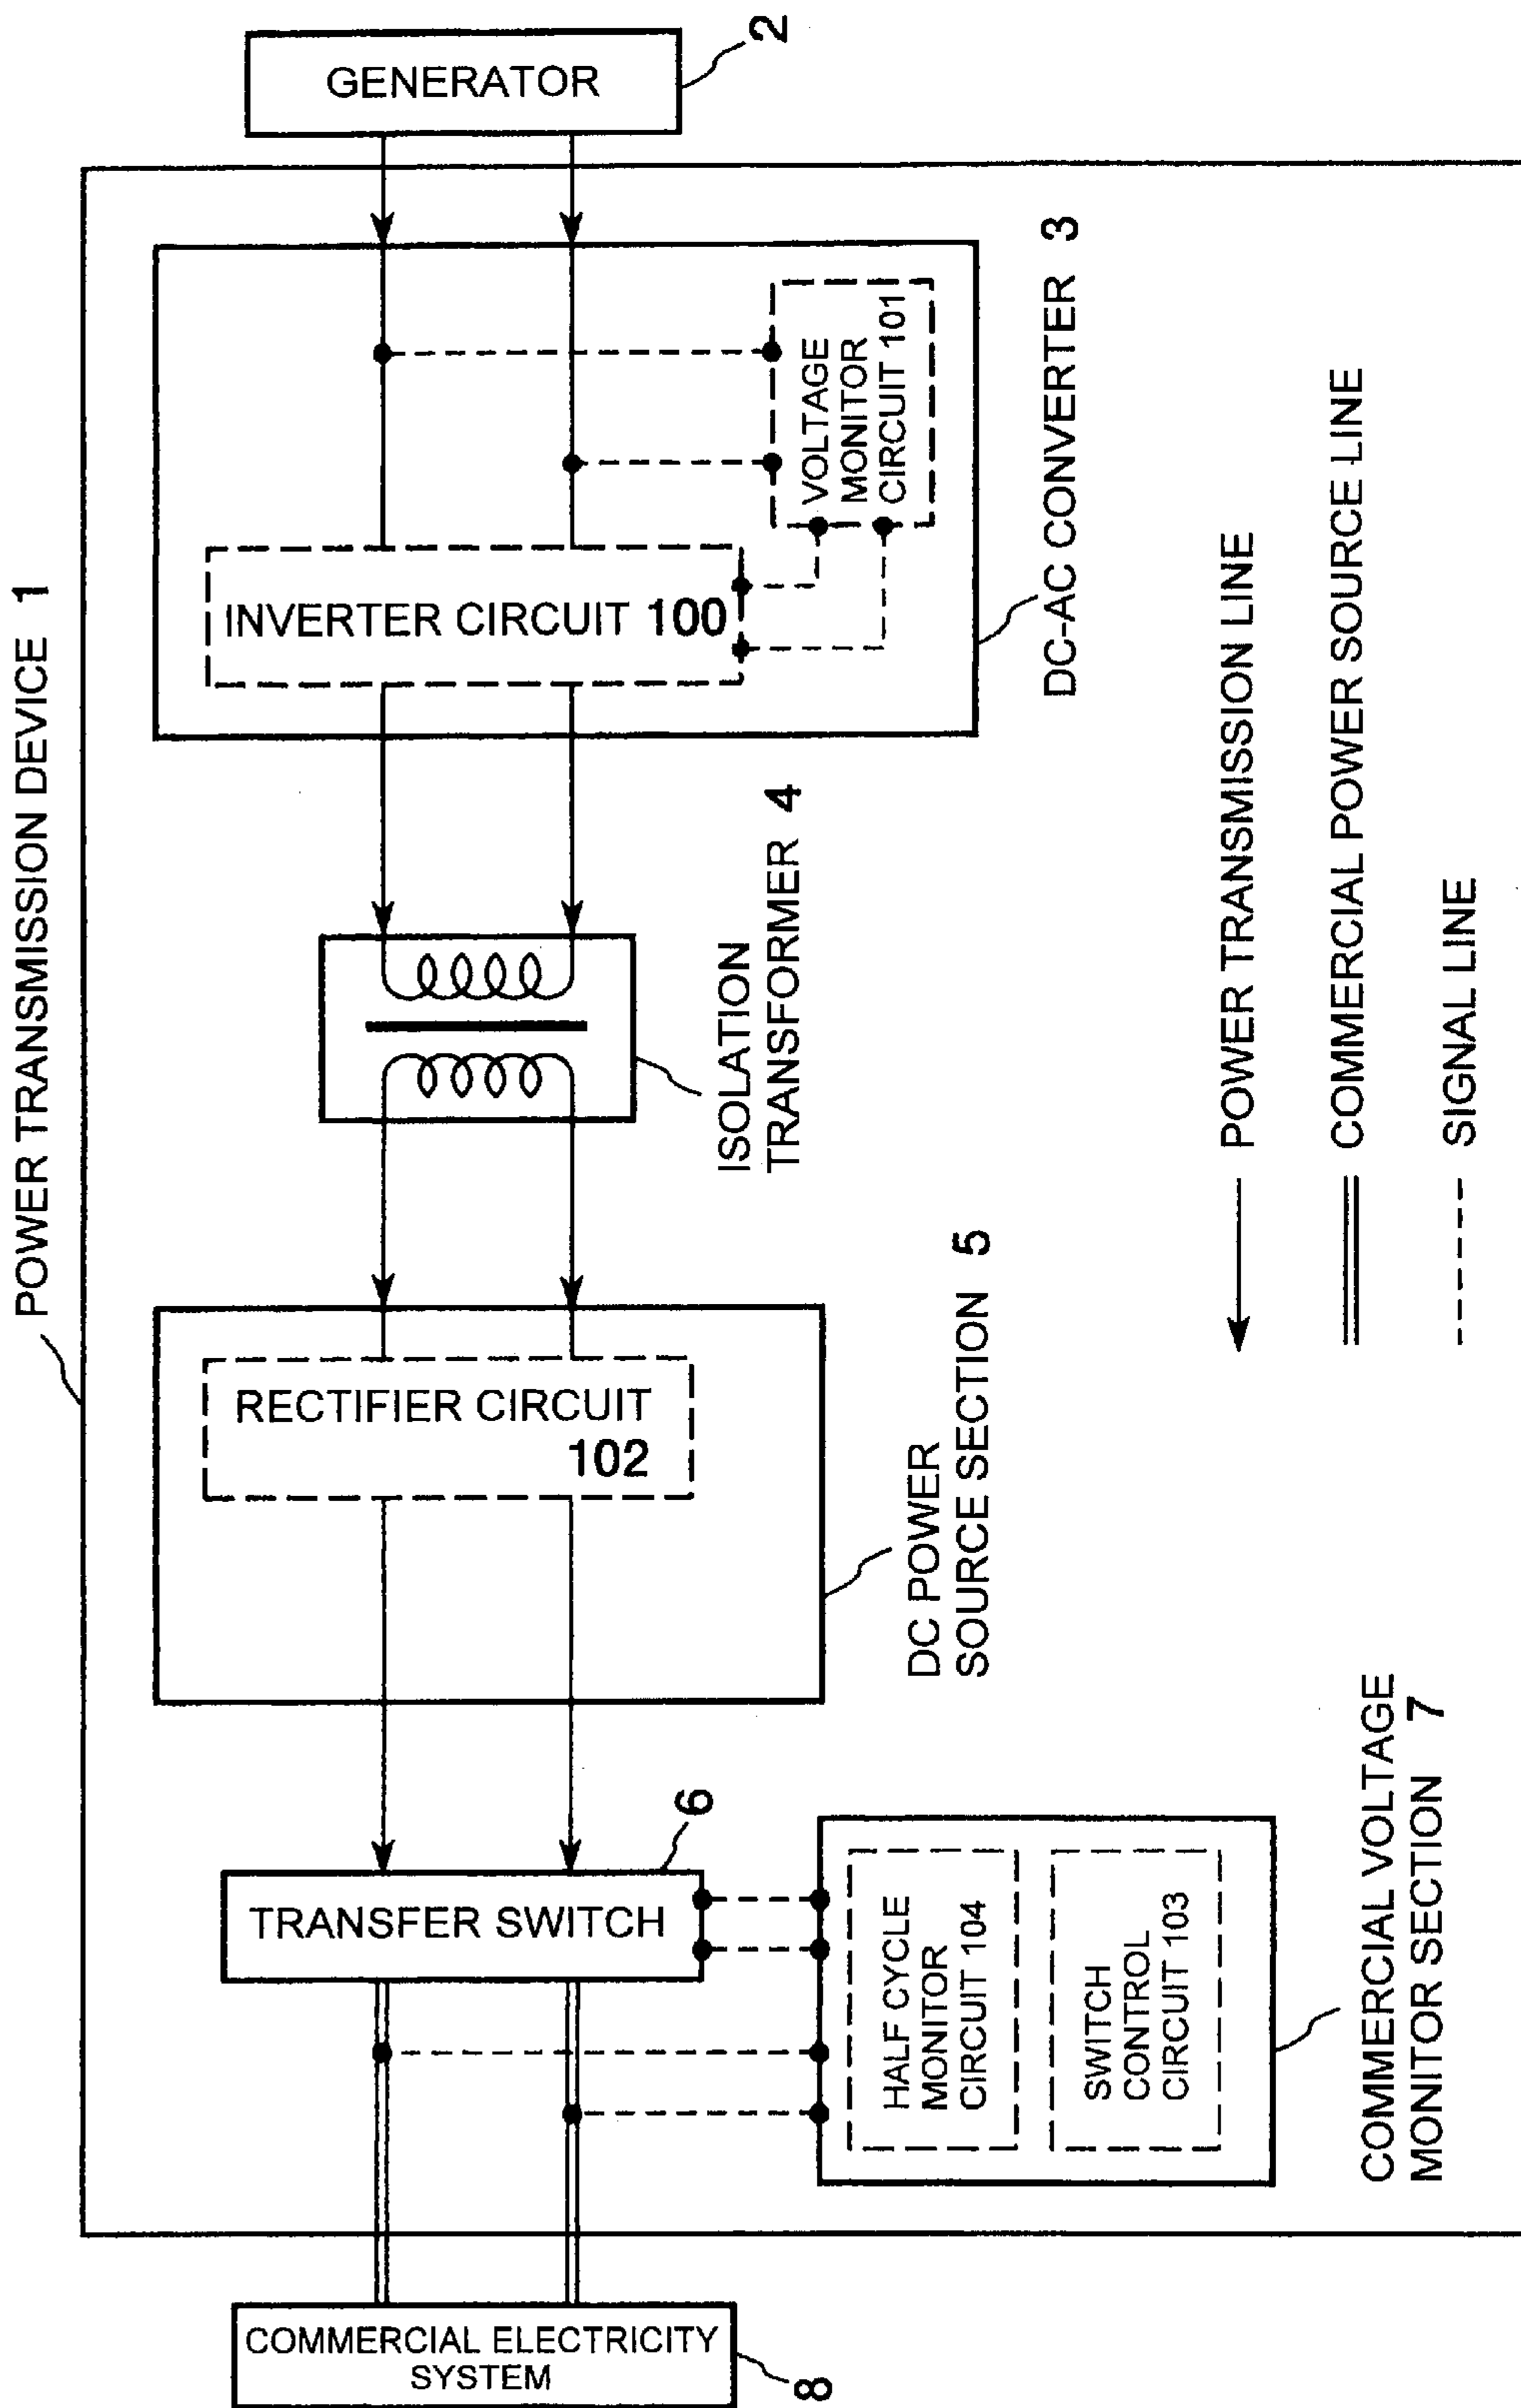 POWER TRANSMISSION DEVICE 1
GENERATOR
2
INVERTER CIRCUIT 100
VOLTAGE
MONITOR
CIRCUIT 101
DC-AC CONVERTER 3
ISOLATION
TRANSFORMER 4
RECTIFIER CIRCUIT
102
DC POWER
SOURCE SECTION 5
TRANSFER SWITCH
6
HALF CYCLE
MONITOR
CIRCUIT 104
SWITCH
CONTROL
CIRCUIT 103
COMMERCIAL VOLTAGE
MONITOR SECTION 7
COMMERCIAL ELECTRICITY
SYSTEM
8
POWER TRANSMISSION LINE
COMMERCIAL POWER SOURCE LINE
SIGNAL LINE